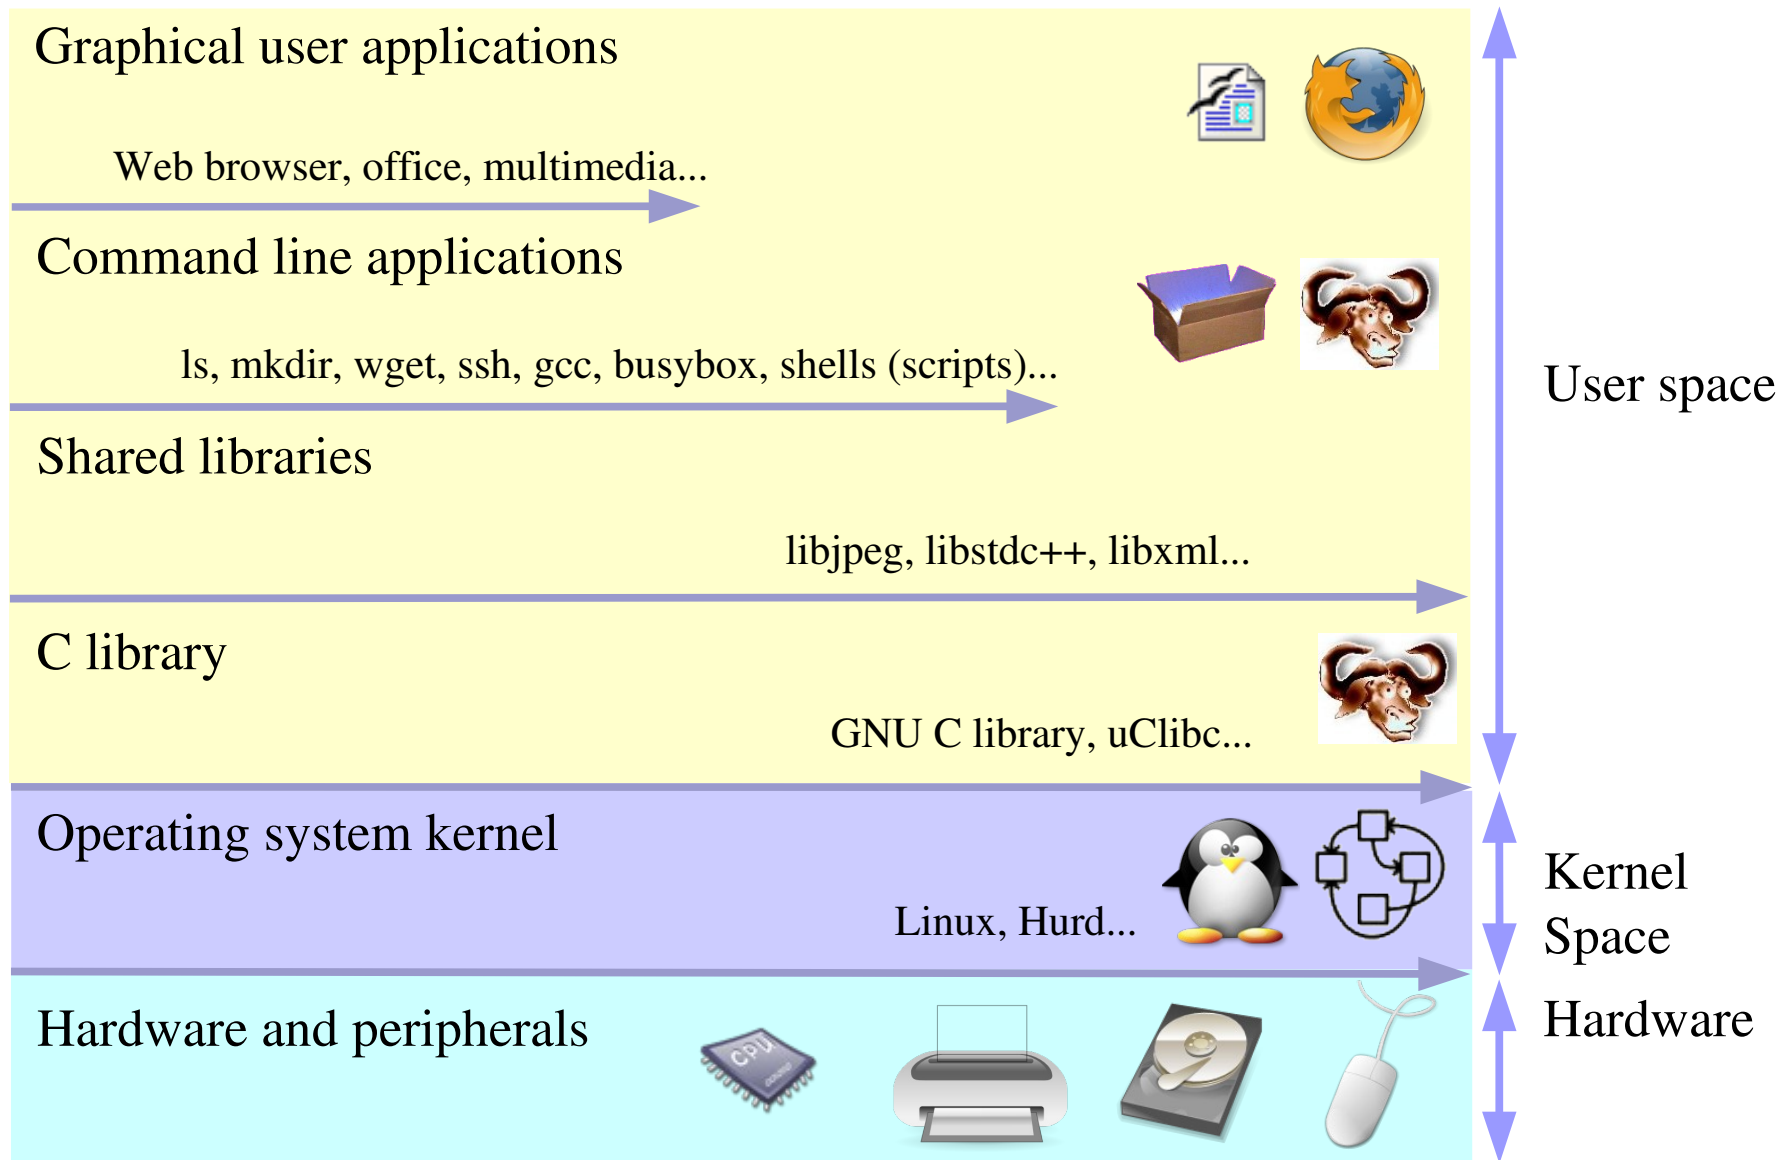 Graphical user applications
Web browser, office, multimedia...
Command line applications
ls, mkdir, wget, ssh, gcc, busybox, shells (scripts)...
User space
Shared libraries
libjpeg, libstdc++, libxml...
C library
GNU C library, uClibc...
Operating system kernel
Linux, Hurd...
Kernel
Space
Hardware and peripherals
CPU
Hardware